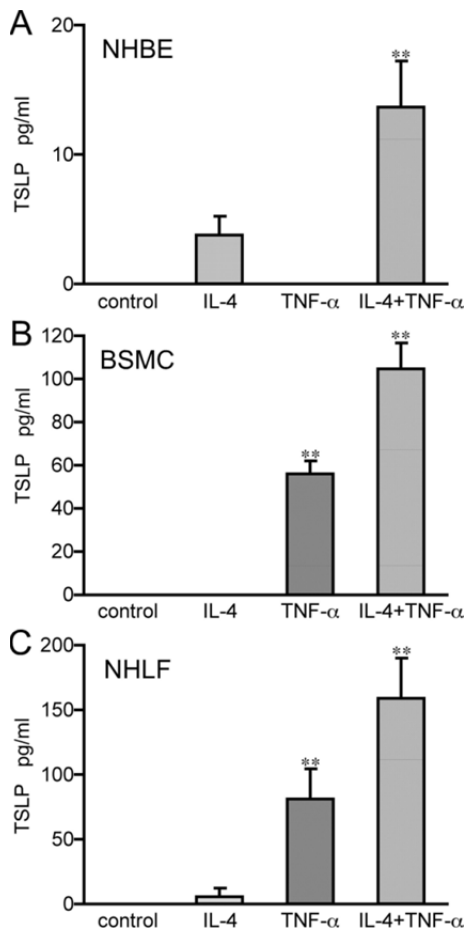 A
NHBE
TSLP pg/ml
20
10
0
**
control IL-4 TNF-α IL-4+TNF-α
B
BSMC
TSLP pg/ml
120
100
80
60
40
20
0
**
**
control IL-4 TNF-α IL-4+TNF-α
C
NHLF
TSLP pg/ml
200
150
100
50
0
**
**
control IL-4 TNF-α IL-4+TNF-α